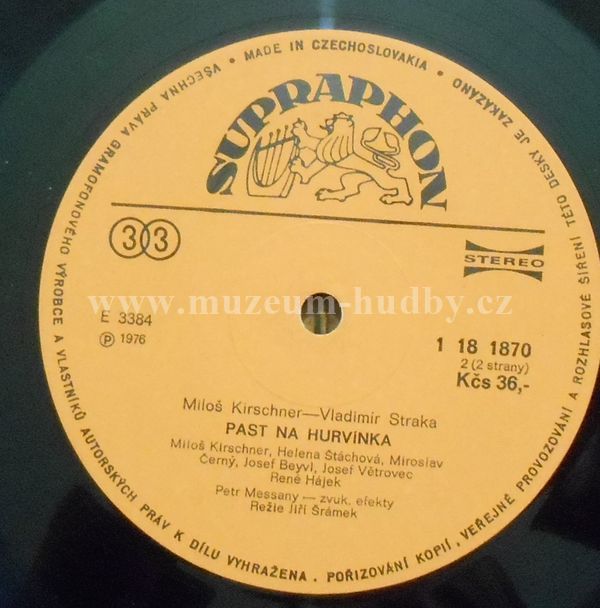 VŠECHNA PRÁVA GRAMOFONOVÉHO VÝROBCE A VLASTNÍKŮ AUTORSKÝCH PRÁV K DÍLU VYHRAŽENA . POŘIZOVÁNÍ KOPIÍ, VEŘEJNÉ PROVOZOVÁNÍ A ROZHLASOVÉ ŠÍŘENÍ TÉTO DESKY JE ZAKÁZÁNO
• MADE IN CZECHOSLOVAKIA •
SUPRAPHON
33
STEREO
www.muzeum-hudby.cz
E 3384
Ⓟ 1976
1 18 1870
2 (2 strany)
Kčs 36,-
Miloš Kirschner—Vladimír Straka
PAST NA HURVÍNKA
Miloš Kirschner, Helena Štáchová, Miroslav
Černý, Josef Beyvl, Josef Větrovec
René Hájek
Petr Messany — zvuk. efekty
Režie Jiří Šrámek